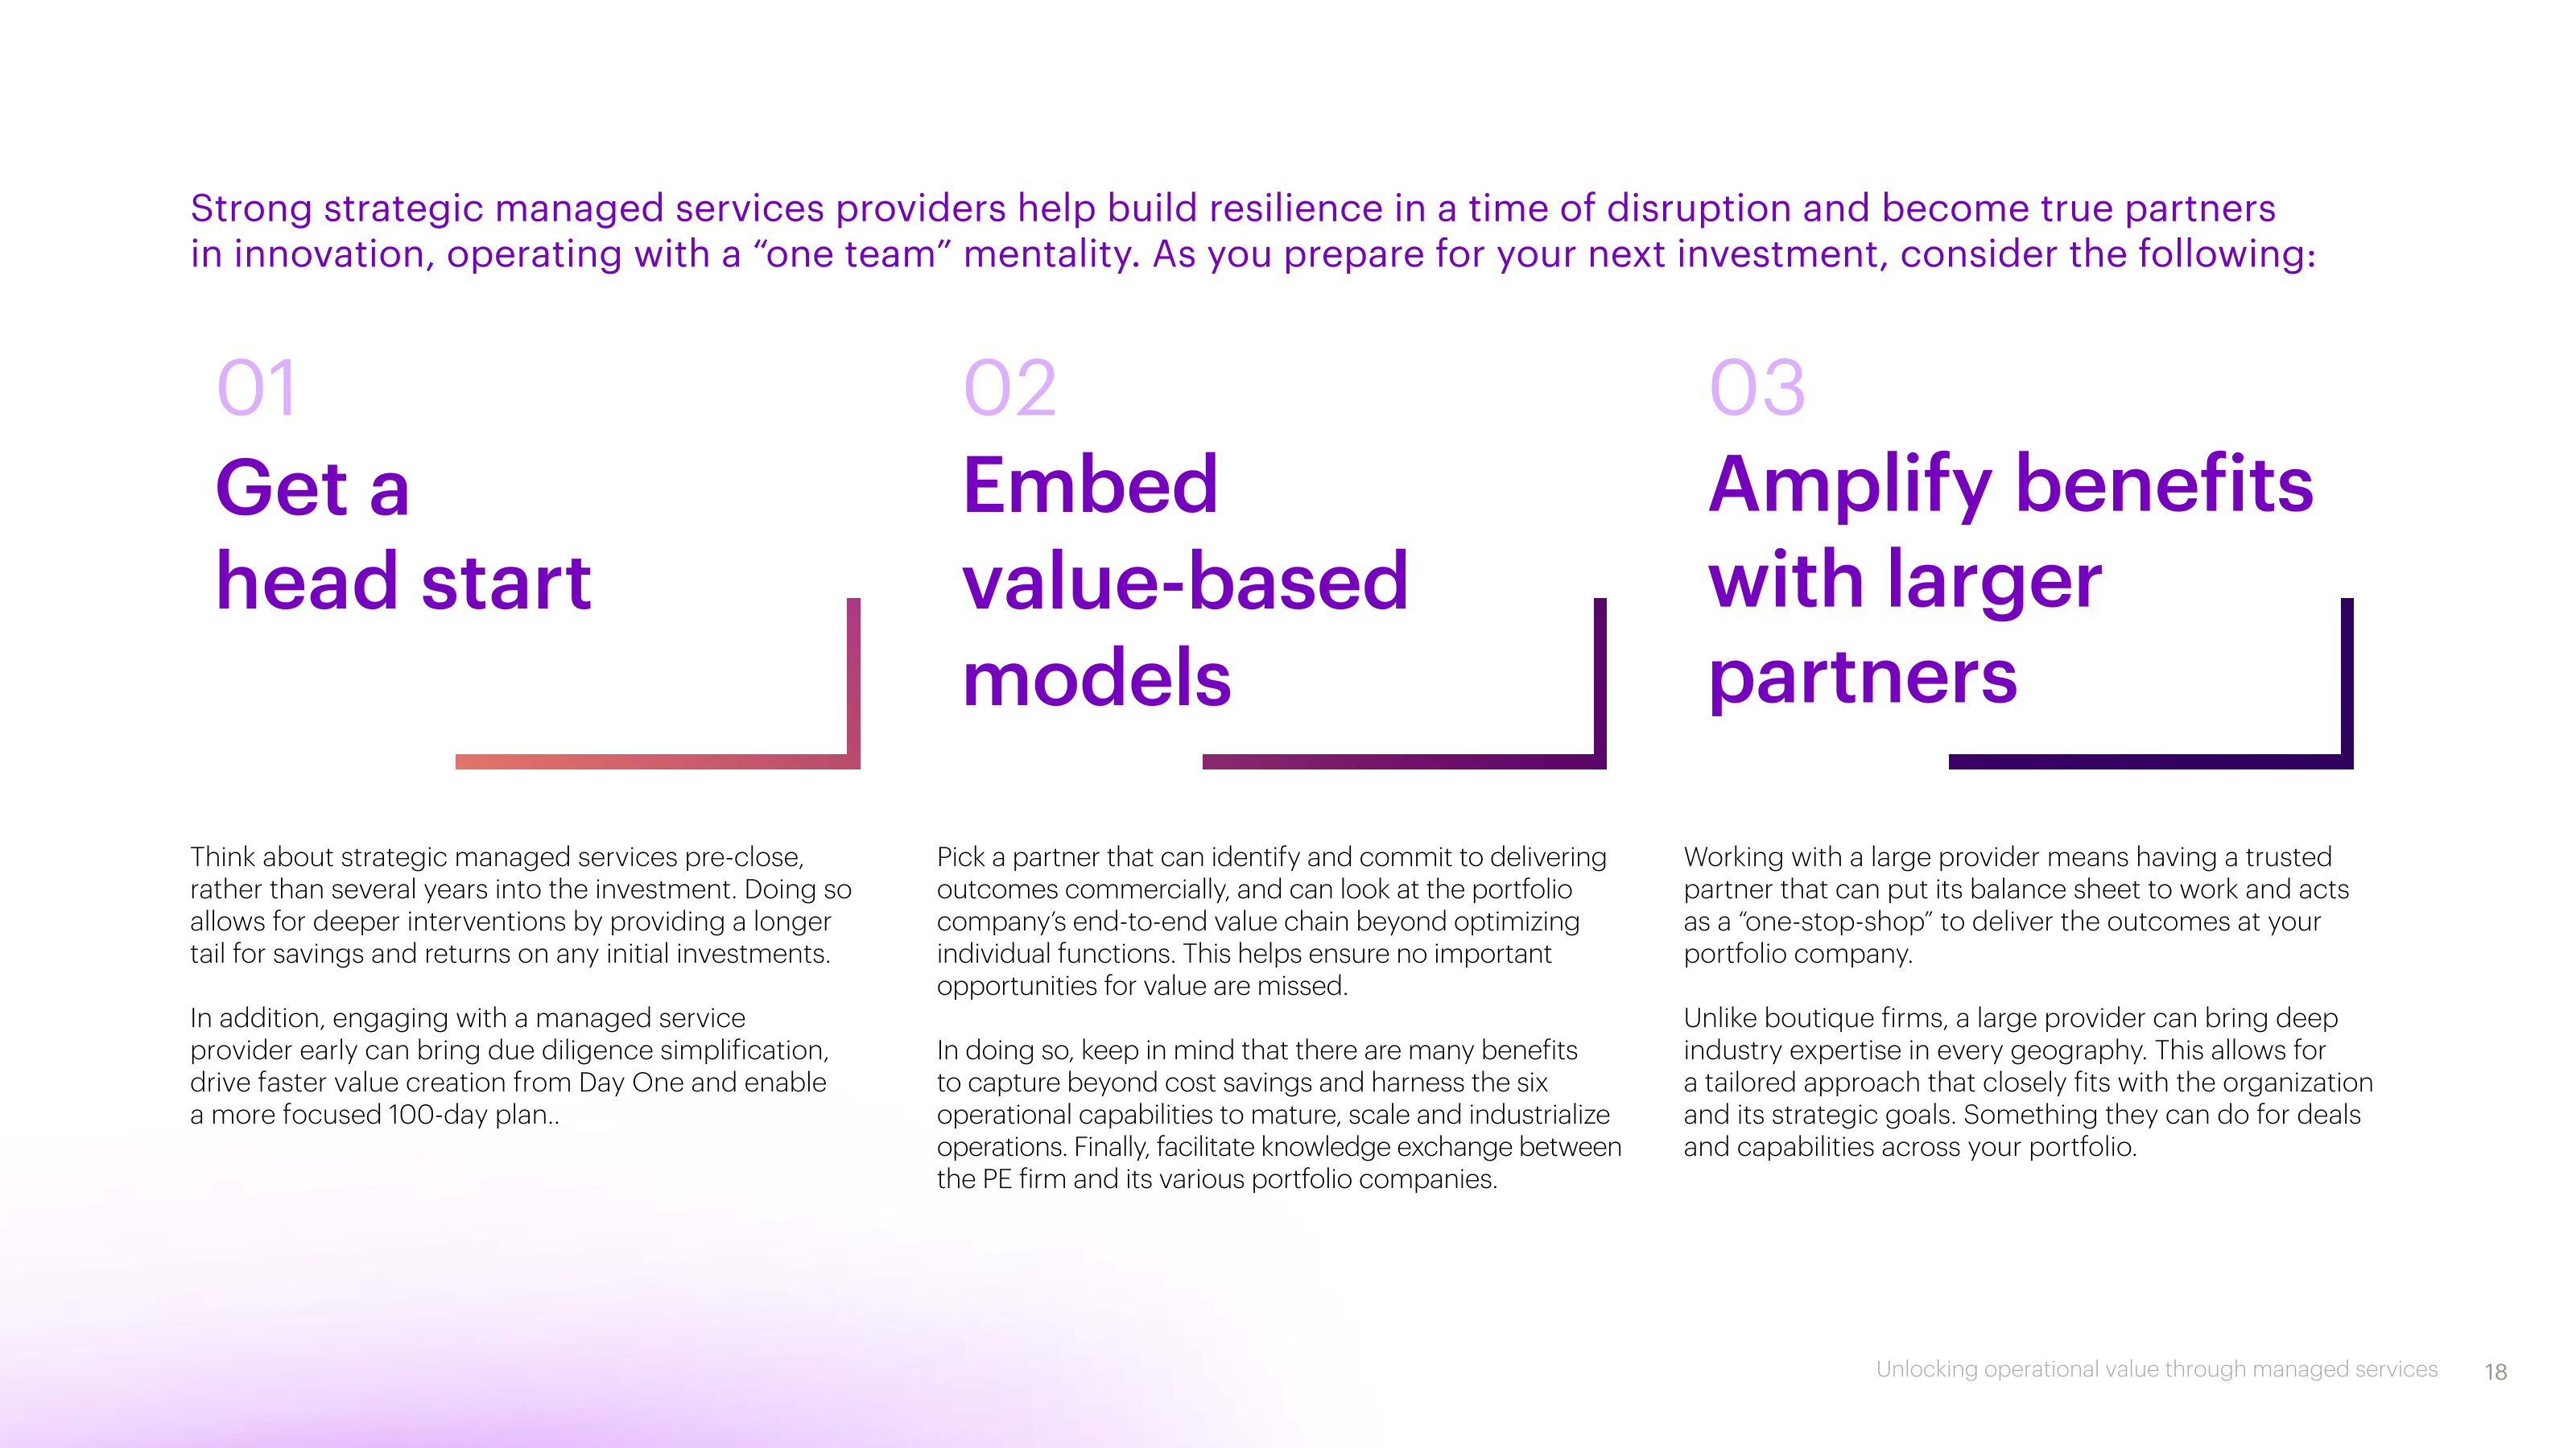 Strong strategic managed services providers help build resilience in a time of disruption and become true partners
in innovation, operating with a “one team” mentality. As you prepare for your next investment, consider the following:
01
Get a
head start
Think about strategic managed services pre-close,
rather than several years into the investment. Doing so
allows for deeper interventions by providing a longer
tail for savings and returns on any initial investments.
In addition, engaging with a managed service
provider early can bring due diligence simplification,
drive faster value creation from Day One and enable
a more focused 100-day plan..
02
Embed
value-based
models
Pick a partner that can identify and commit to delivering
outcomes commercially, and can look at the portfolio
company’s end-to-end value chain beyond optimizing
individual functions. This helps ensure no important
opportunities for value are missed.
In doing so, keep in mind that there are many benefits
to capture beyond cost savings and harness the six
operational capabilities to mature, scale and industrialize
operations. Finally, facilitate knowledge exchange between
the PE firm and its various portfolio companies.
03
Amplify benefits
with larger
partners
Working with a large provider means having a trusted
partner that can put its balance sheet to work and acts
as a “one-stop-shop” to deliver the outcomes at your
portfolio company.
Unlike boutique firms, a large provider can bring deep
industry expertise in every geography. This allows for
a tailored approach that closely fits with the organization
and its strategic goals. Something they can do for deals
and capabilities across your portfolio.
Unlocking operational value through managed services 18